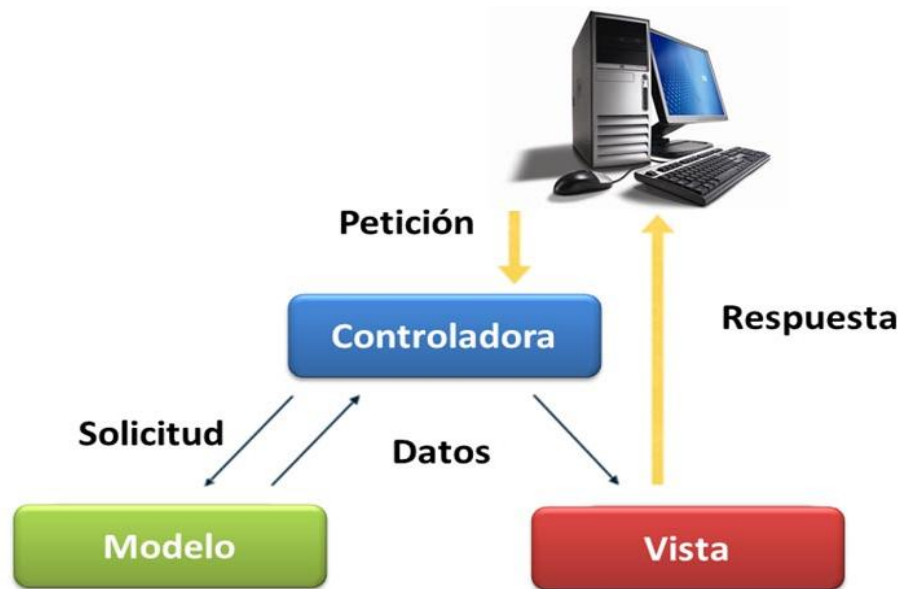 Petición
Controladora
Respuesta
Solicitud
Datos
Modelo
Vista